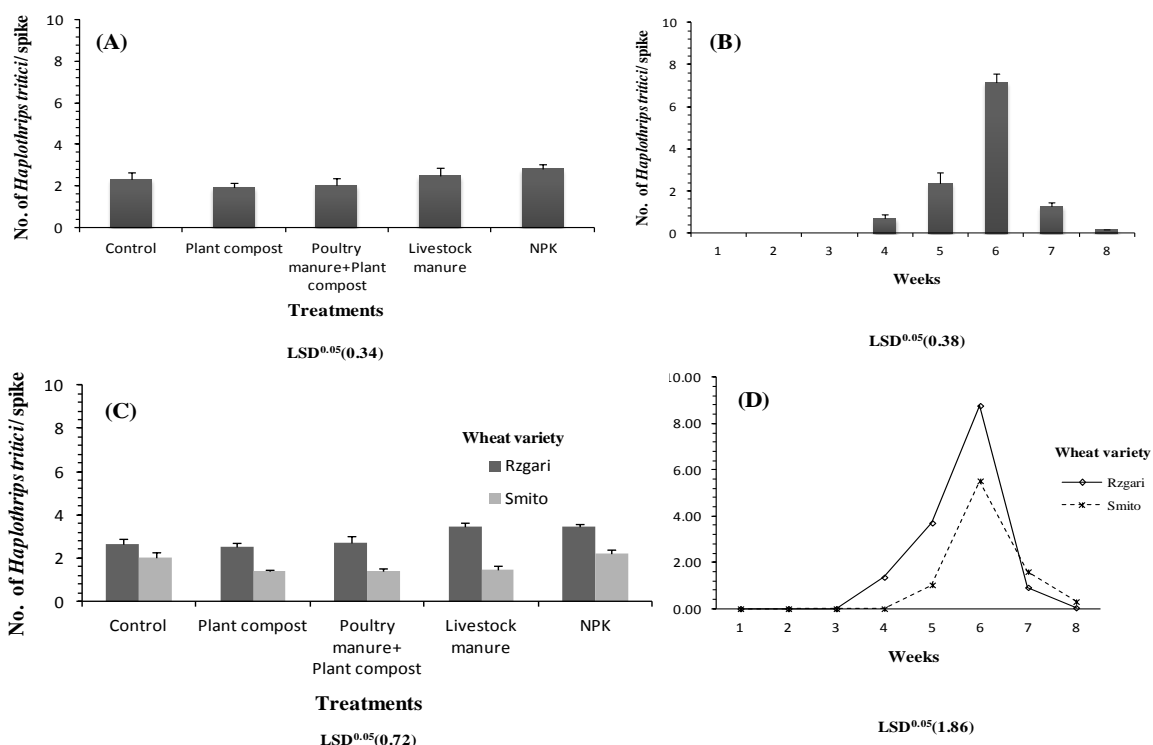 (A)
No. of Haplothrips tritici/ spike
10
8
6
4
2
0
Control
Plant compost
Poultry
manure+Plant
compost
Livestock
manure
NPK
Treatments
LSD0.05(0.34)
(B)
No. of Haplothrips tritici/ spike
10
8
6
4
2
0
1 2 3 4 5 6 7 8
Weeks
LSD0.05(0.38)
(C)
No. of Haplothrips tritici/ spike
10
8
6
4
2
0
Wheat variety
Rzgari
Smito
Control
Plant compost
Poultry
manure+
Plant compost
Livestock
manure
NPK
Treatments
LSD0.05(0.72)
(D)
10.00
8.00
6.00
4.00
2.00
0.00
Wheat variety
Rzgari
Smito
1 2 3 4 5 6 7 8
Weeks
LSD0.05(1.86)